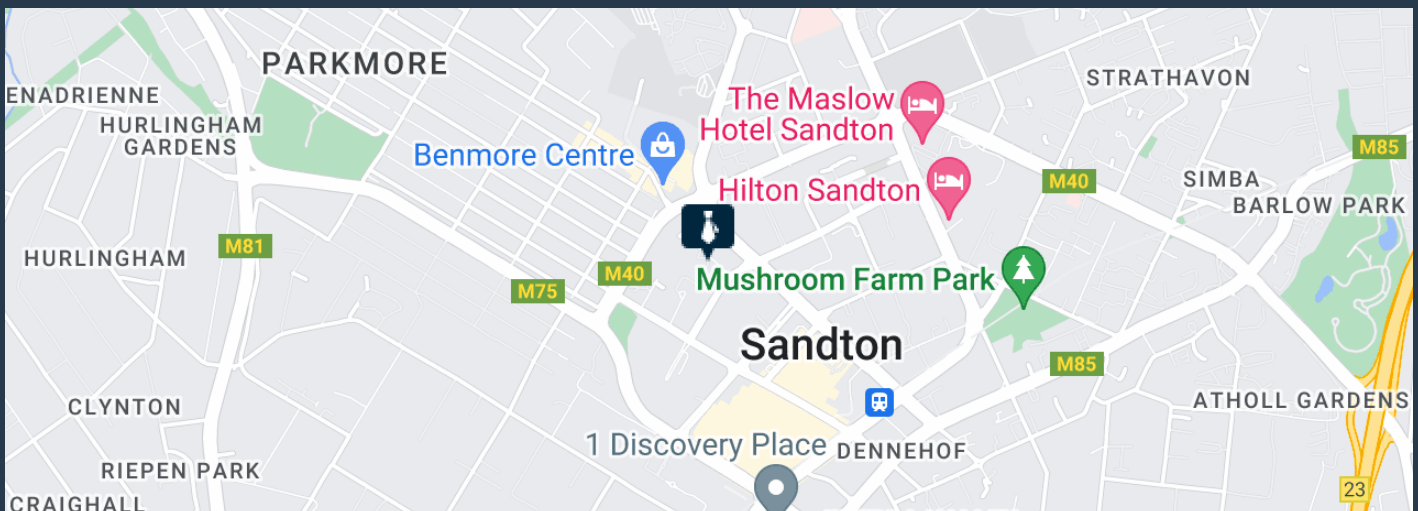 PARKMORE
STRATHAVON
ENADRIENNE
The Maslow
Hotel Sandton
HURLINGHAM
GARDENS
Benmore Centre
M85
Hilton Sandton
M40
SIMBA
BARLOW PARK
M81
HURLINGHAM
M40
M75
Mushroom Farm Park
Sandton
M85
CLYNTON
ATHOLL GARDENS
1 Discovery Place
DENNEHOF
RIEPEN PARK
23
CRAIGHALL